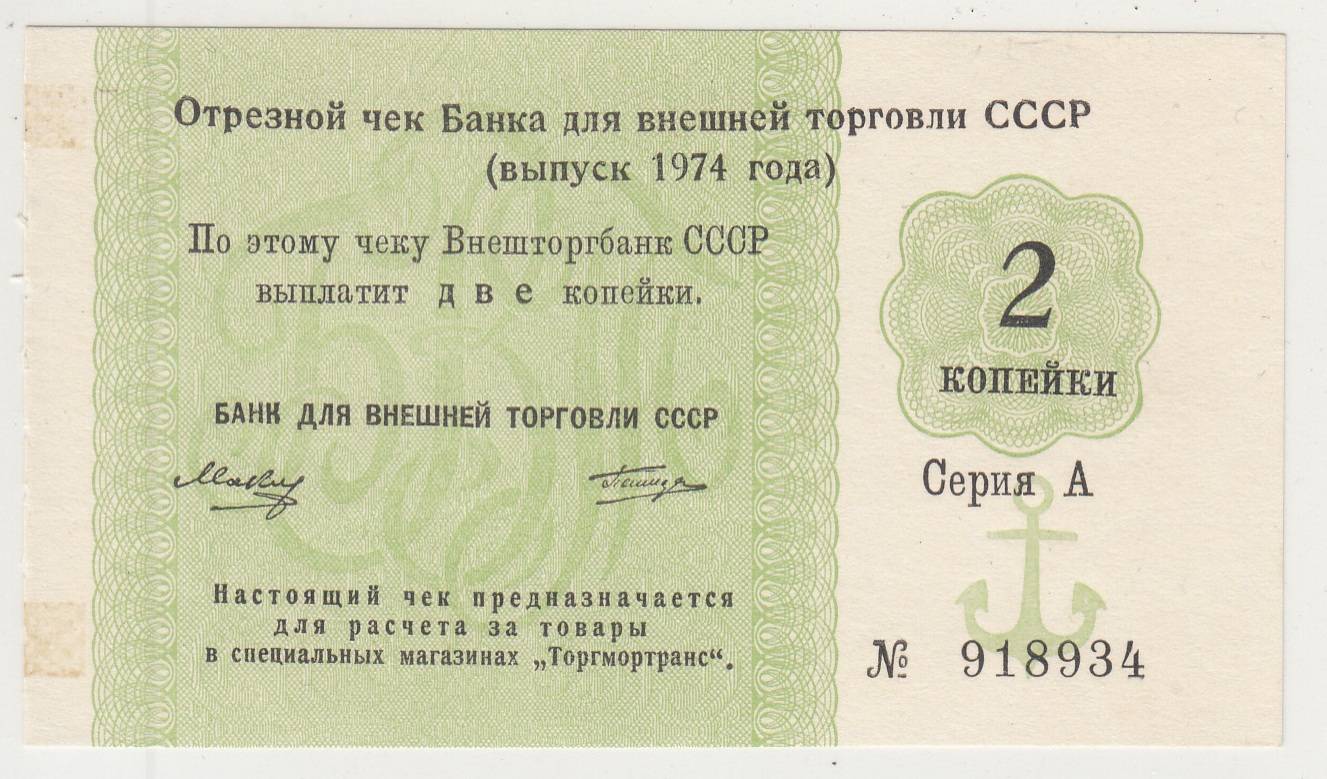 Отрезной чек Банка для внешней торговли СССР
(выпуск 1974 года)
По этому чеку Внешторгбанк СССР
выплатит две копейки.
2
КОПЕЙКИ
БАНК ДЛЯ ВНЕШНЕЙ ТОРГОВЛИ СССР
Серия А
Настоящий чек предназначается
для расчета за товары
в специальных магазинах „Торгмортранс“.
№ 918934